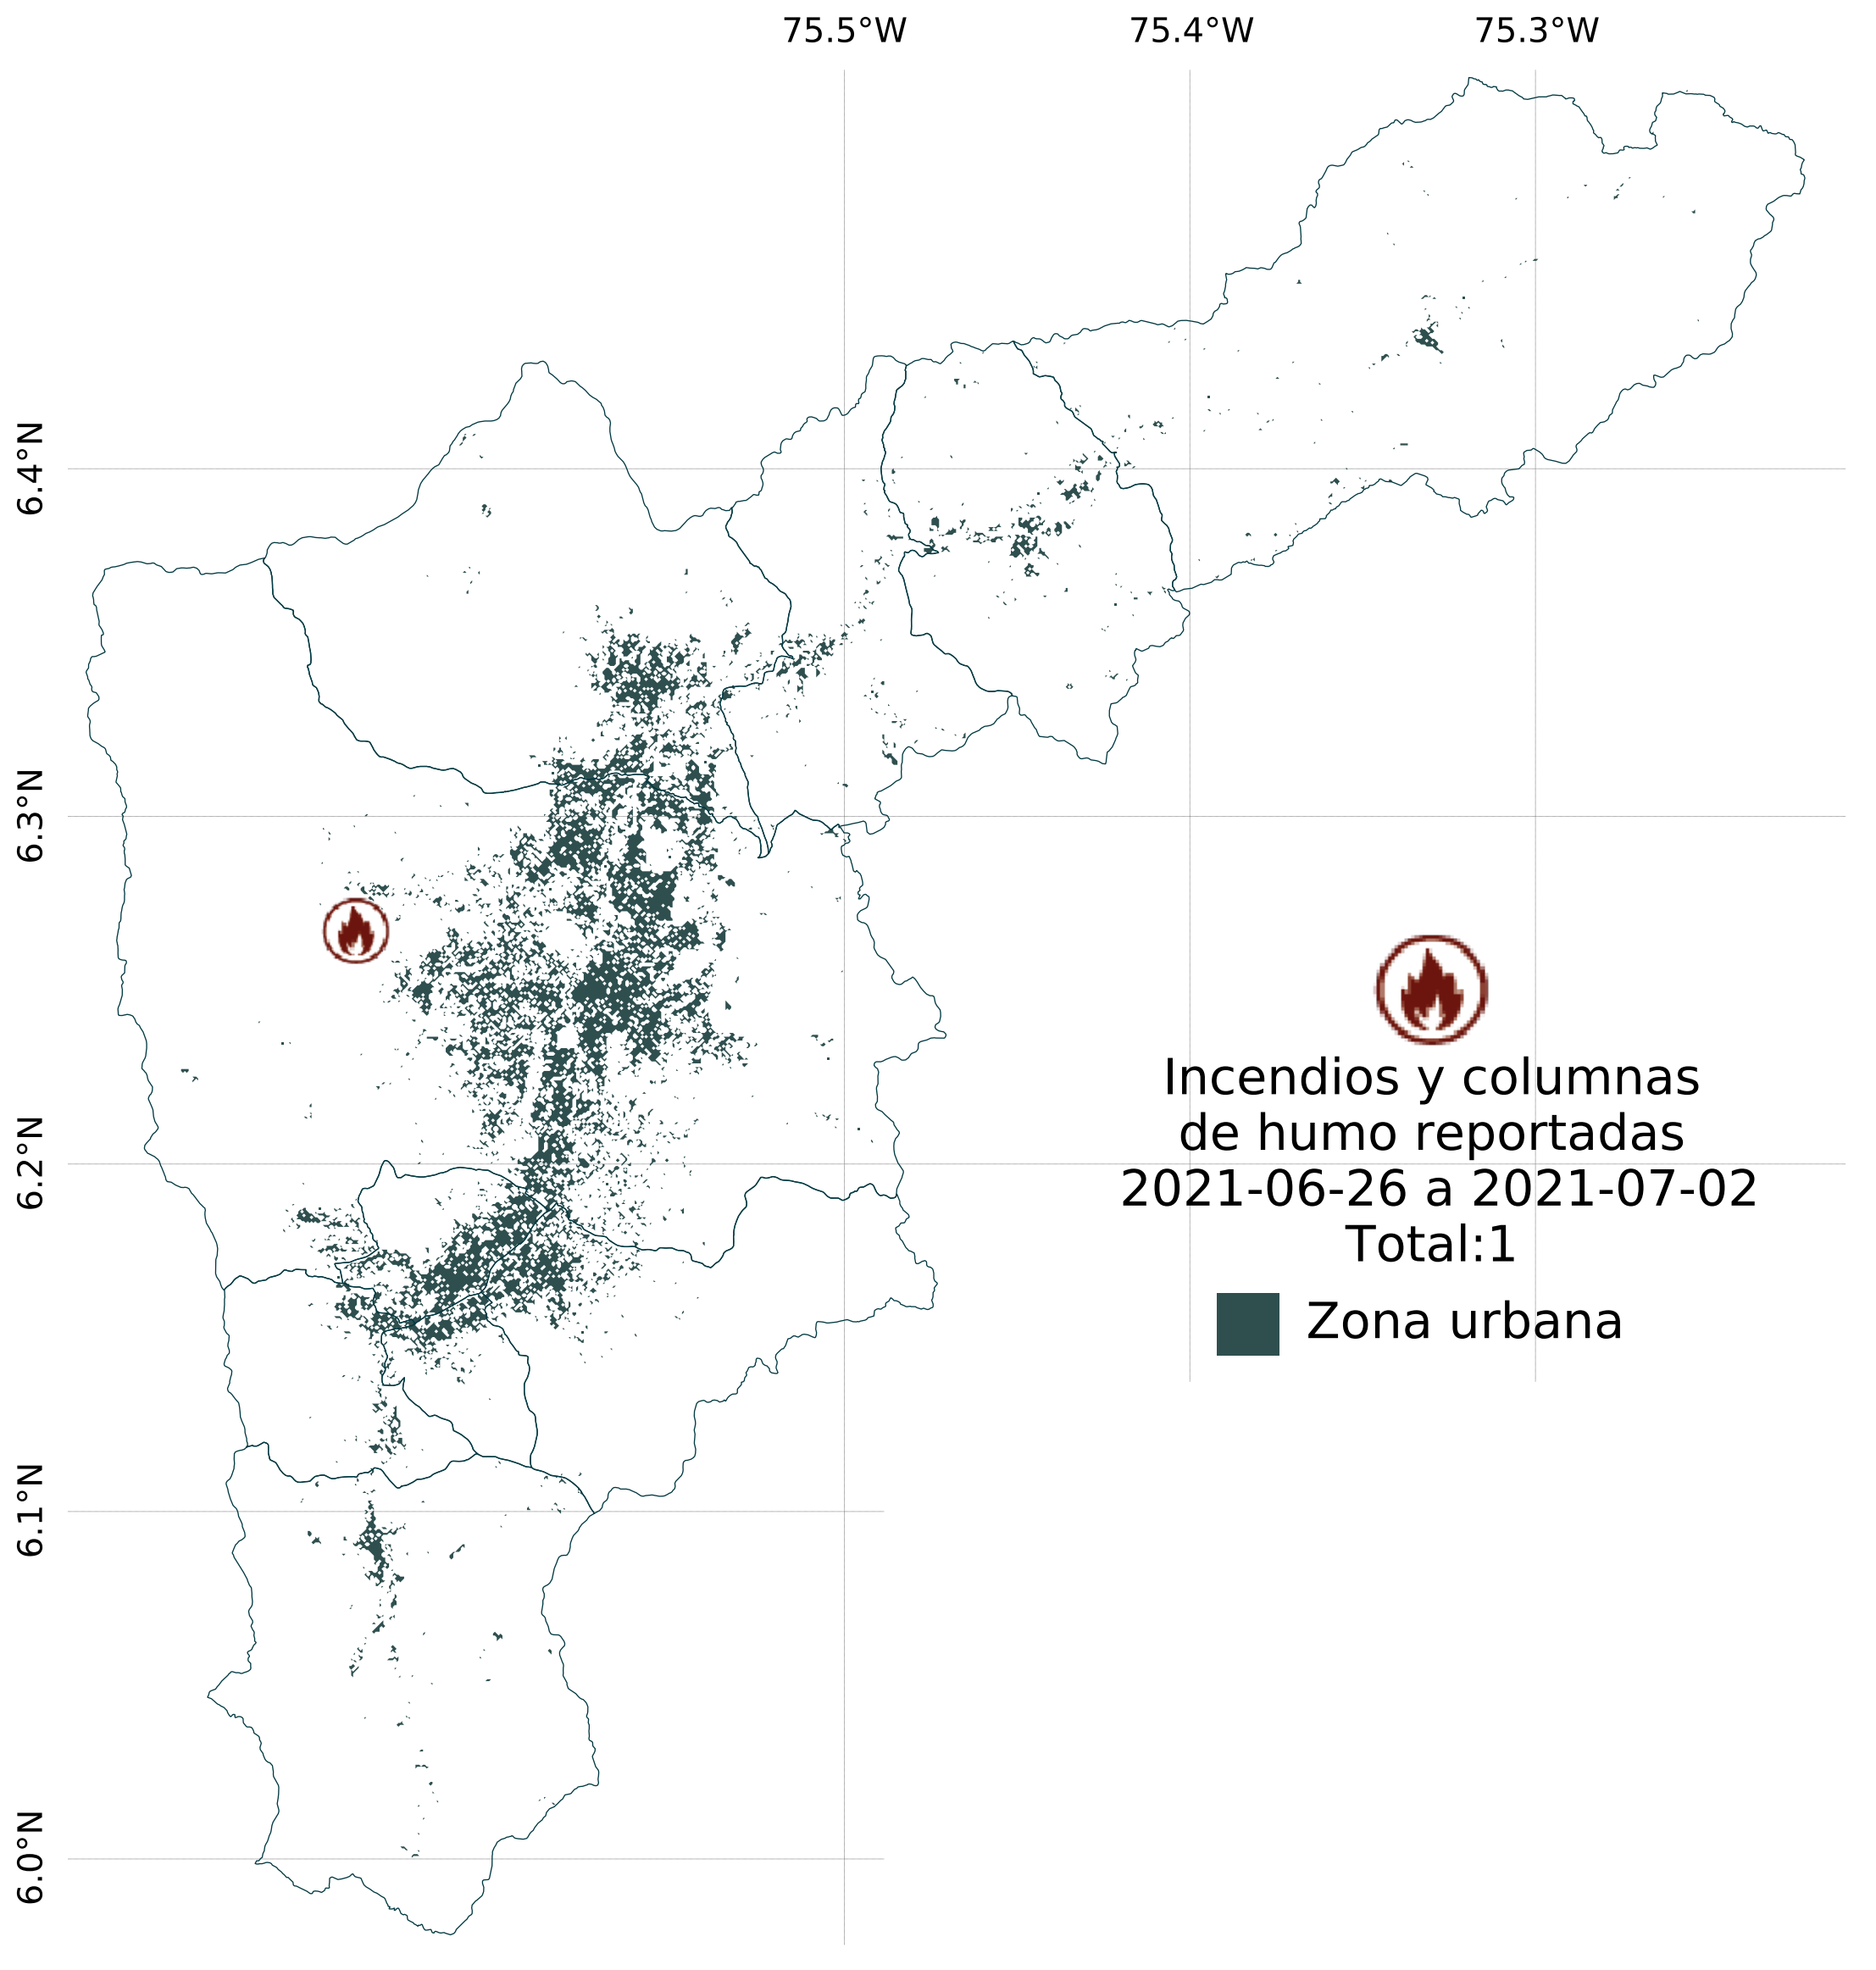 75.5°W 75.4°W 75.3°W
6.4°N
6.3°N
6.2°N
6.1°N
6.0°N
Incendios y columnas
de humo reportadas
2021-06-26 a 2021-07-02
Total:1
Zona urbana